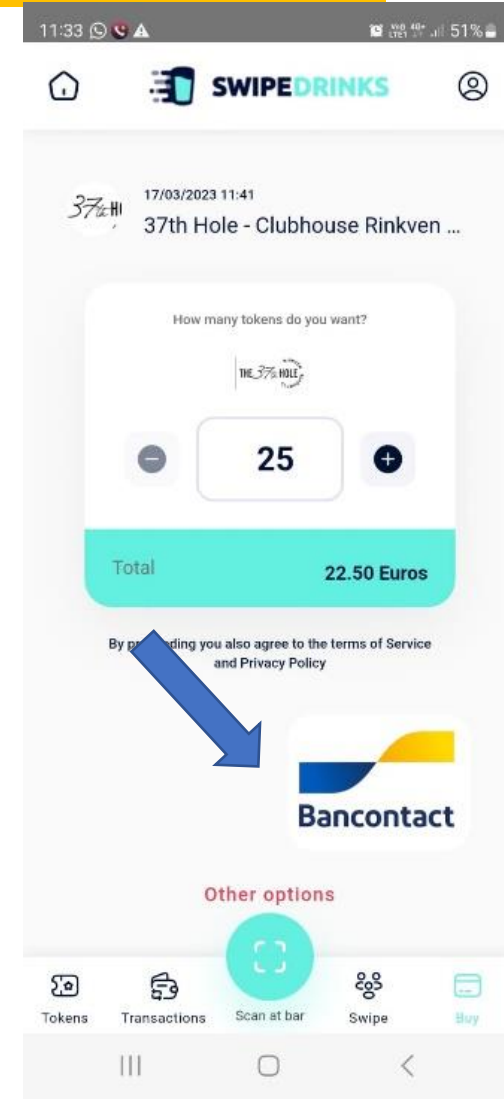 11:33 51%
SWIPEDRINKS
17/03/2023 11:41
37th Hole - Clubhouse Rinkven ...
How many tokens do you want?
THE 37th HOLE
25
Total 22.50 Euros
By you also agree to the terms of Service
and Privacy Policy
Bancontact
Other options
Tokens Transactions Scan at bar Swipe Buy